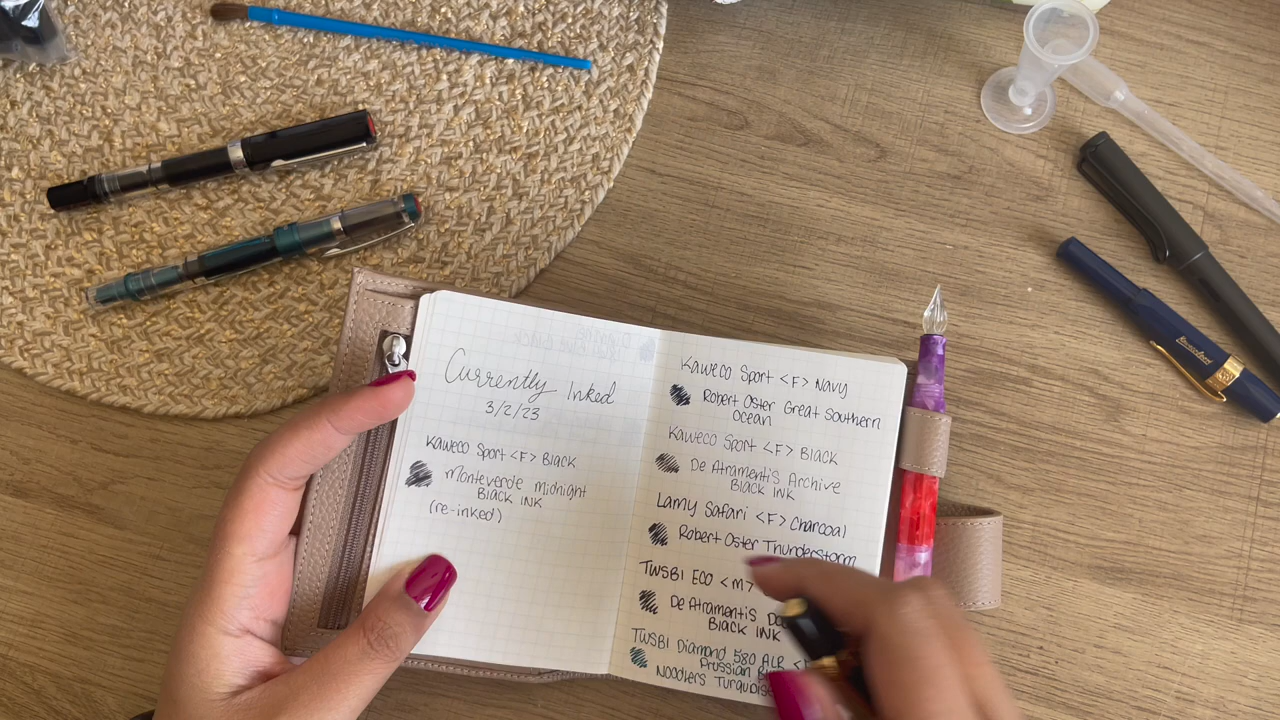 Currently Inked
3/2/23
Kaweco Sport <F> Black
Monteverde Midnight
Black INK
(re-inked)
Kaweco Sport <F> Navy
Robert Oster Great Southern
Ocean
Kaweco Sport <F> Black
De Atramentis Archive
Black INK
Lamy Safari <F> Charcoal
Robert Oster Thunderstorm
TWSBI ECO <m>
De Atramentis
Black INK
TWSBI Diamond 580 ALR
Prussian
Noodlers Turquoise